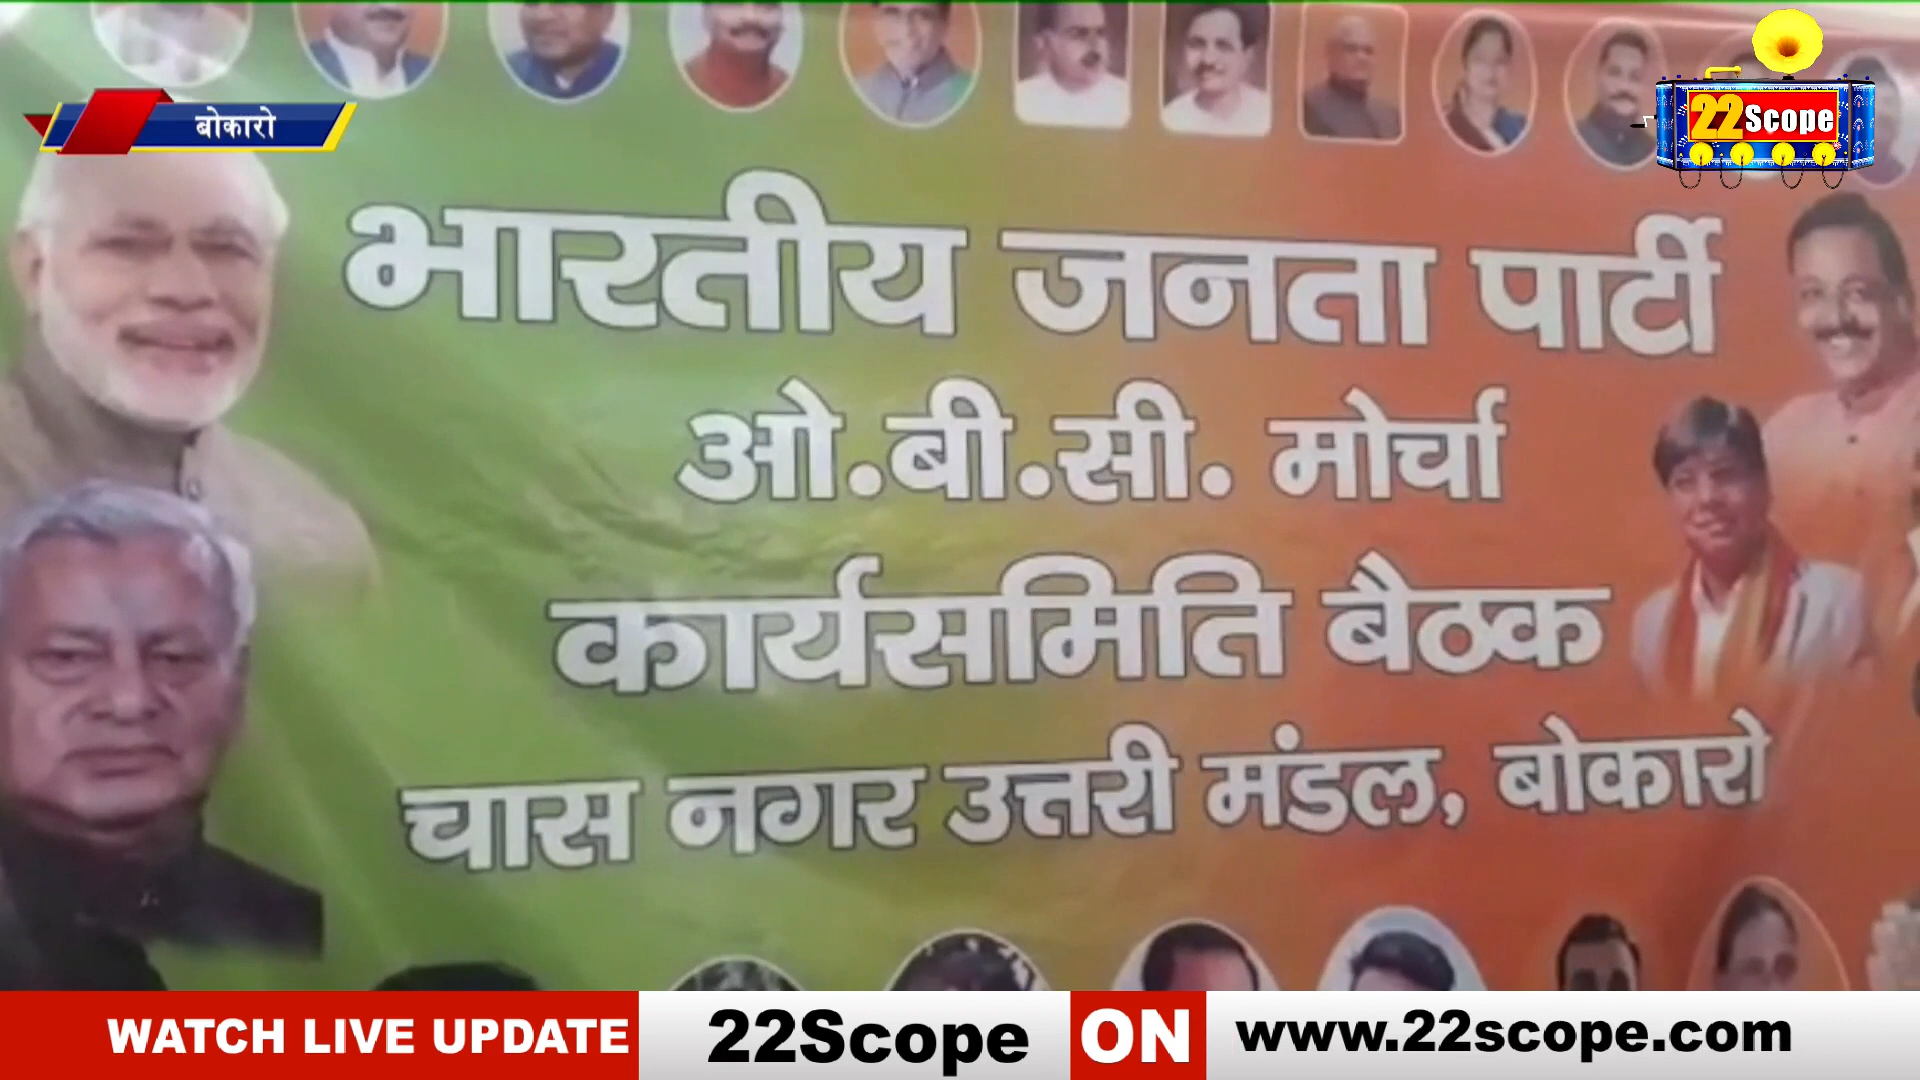 बोकारो
22Scope
भारतीय जनता पार्टी
ओ.बी.सी. मोर्चा
कार्यसमिति बैठक
चास नगर उत्तरी मंडल, बोकारो
WATCH LIVE UPDATE 22Scope ON www.22scope.com